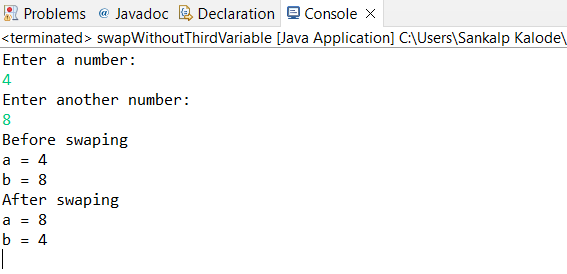 Problems @ Javadoc Declaration Console ×
<terminated> swapWithoutThirdVariable [Java Application] C:\Users\Sankalp Kalode\
Enter a number:
4
Enter another number:
8
Before swaping
a = 4
b = 8
After swaping
a = 8
b = 4